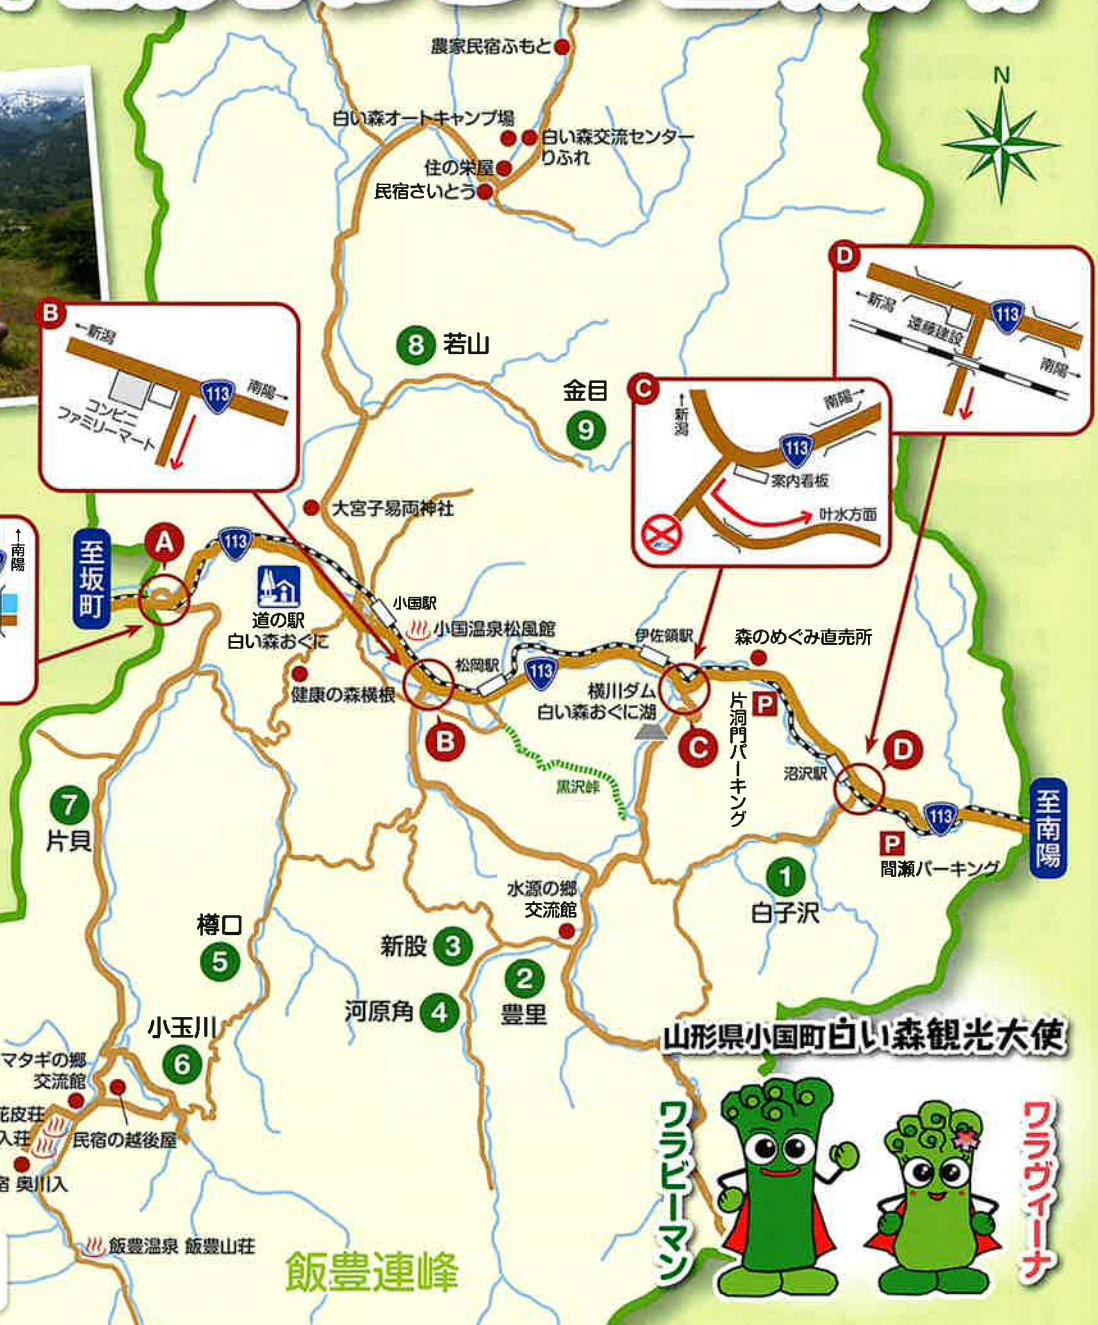 農家民宿ふもと
白い森オートキャンプ場
白い森交流センター
りふれ
住の栄屋
民宿さいとう
N
B
←新潟
113
南陽→
コンビニ
ファミリーマート
8 若山
金目
9
C
↑新潟
南陽→
113
案内看板
叶水方面
D
←新潟
遠藤建設
113
南陽→
大宮子易両神社
↑南陽
至坂町
A
113
道の駅
白い森おぐに
小国駅
小国温泉松風館
健康の森横根
松岡駅
113
伊佐領駅
森のめぐみ直売所
横川ダム
白い森おぐに湖
B
C
P
片洞門パーキング
黒沢峠
沼沢駅
D
113
至南陽
P
間瀬パーキング
7
片貝
1
白子沢
水源の郷
交流館
樽口
5
新股 3
2
豊里
河原角 4
小玉川
6
マタギの郷
交流館
花皮荘
入荘
民宿の越後屋
宿 奥川入
飯豊温泉 飯豊山荘
飯豊連峰
山形県小国町白い森観光大使
ワラビーマン
ワラヴィーナ